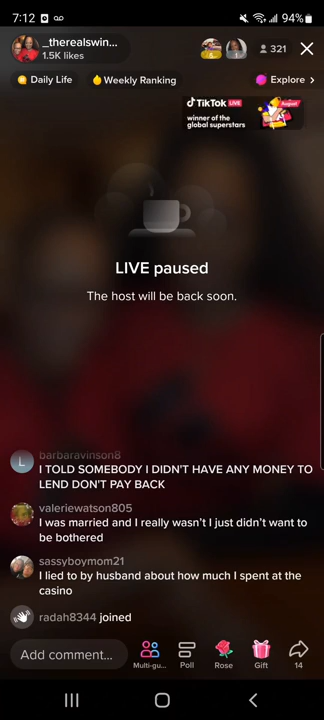 7:12
94%
_therealswin...
1.5K likes
321
Daily Life
Weekly Ranking
Explore
TikTok LIVE
winner of the
global superstars
August
LIVE paused
The host will be back soon.
barbaravinson8
L
I TOLD SOMEBODY I DIDN'T HAVE ANY MONEY TO
LEND DON'T PAY BACK
valeriewatson805
I was married and I really wasn't I just didn't want to
be bothered
sassyboymom21
I lied to by husband about how much I spent at the
casino
radah8344 joined
Add comment...
Multi-gu...
Poll
Rose
Gift
14